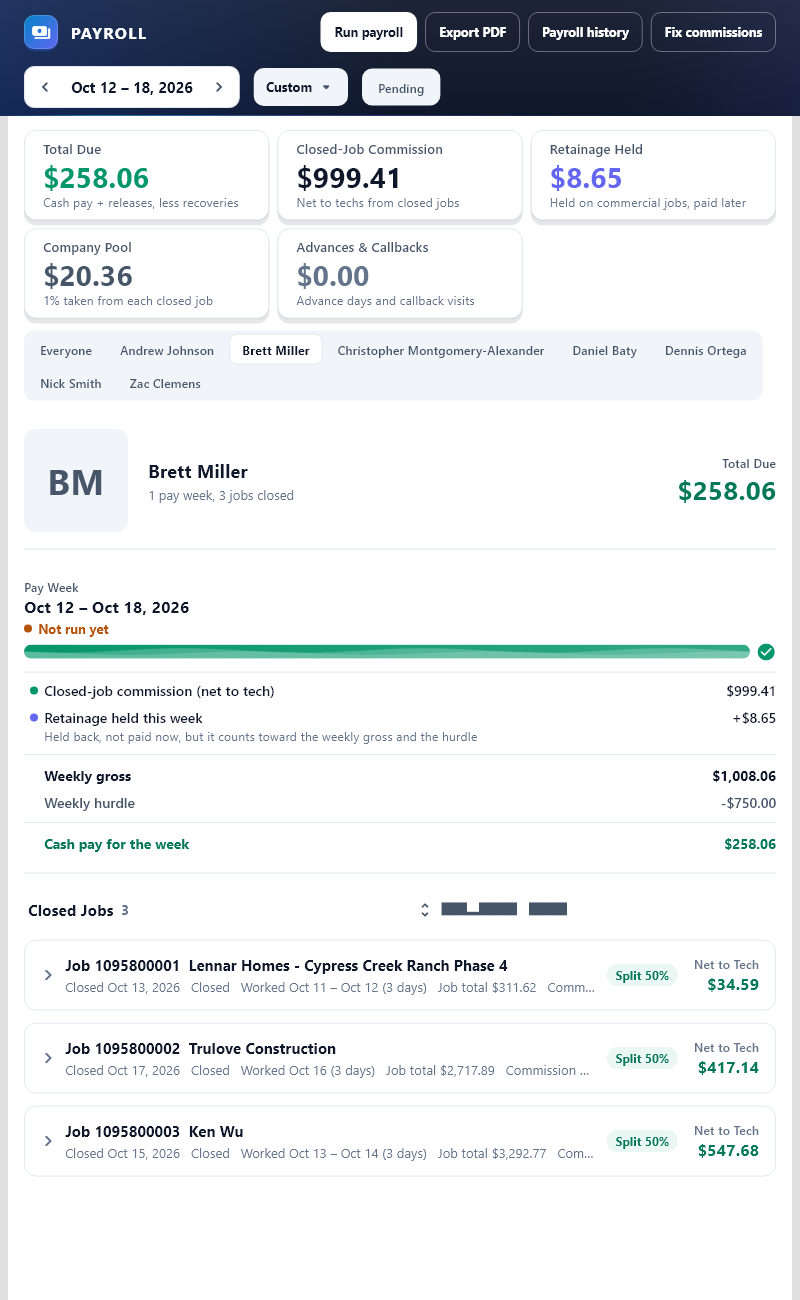 PAYROLL
Run payroll
Export PDF
Payroll history
Fix commissions
Oct 12 – 18, 2026
Custom
Pending
Total Due
$258.06
Cash pay + releases, less recoveries
Closed-Job Commission
$999.41
Net to techs from closed jobs
Retainage Held
$8.65
Held on commercial jobs, paid later
Company Pool
$20.36
1% taken from each closed job
Advances & Callbacks
$0.00
Advance days and callback visits
Everyone
Andrew Johnson
Brett Miller
Christopher Montgomery-Alexander
Daniel Baty
Dennis Ortega
Nick Smith
Zac Clemens
BM
Brett Miller
1 pay week, 3 jobs closed
Total Due
$258.06
Pay Week
Oct 12 – Oct 18, 2026
Not run yet
Closed-job commission (net to tech) $999.41
Retainage held this week +$8.65
Held back, not paid now, but it counts toward the weekly gross and the hurdle
Weekly gross $1,008.06
Weekly hurdle -$750.00
Cash pay for the week $258.06
Closed Jobs 3
Job 1095800001 Lennar Homes - Cypress Creek Ranch Phase 4
Closed Oct 13, 2026 Closed Worked Oct 11 – Oct 12 (3 days) Job total $311.62 Comm...
Split 50%
Net to Tech
$34.59
Job 1095800002 Trulove Construction
Closed Oct 17, 2026 Closed Worked Oct 16 (3 days) Job total $2,717.89 Commission ...
Split 50%
Net to Tech
$417.14
Job 1095800003 Ken Wu
Closed Oct 15, 2026 Closed Worked Oct 13 – Oct 14 (3 days) Job total $3,292.77 Com...
Split 50%
Net to Tech
$547.68